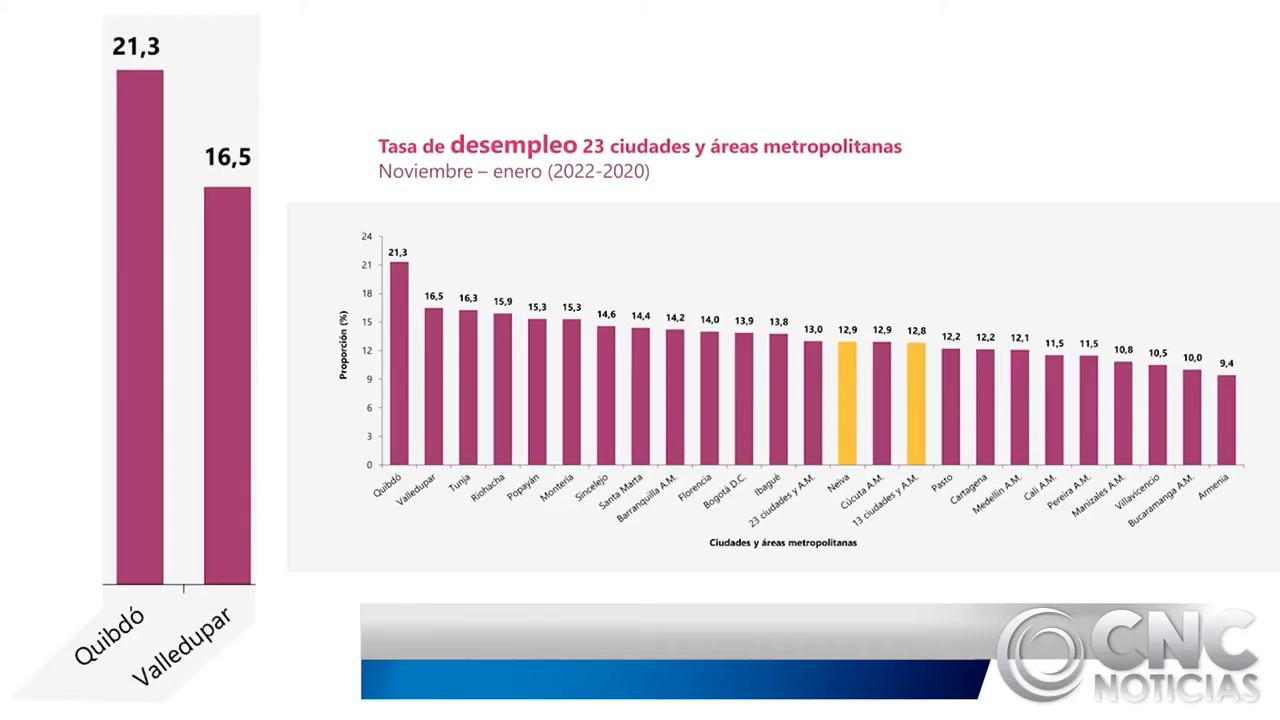 21,3
16,5
Quibdó
Valledupar
Tasa de desempleo 23 ciudades y áreas metropolitanas
Noviembre – enero (2022-2020)
Proporción (%)
24
21
18
15
12
9
6
3
0
21,3
16,5
16,3
15,9
15,3
15,3
14,6
14,4
14,2
14,0
13,9
13,8
13,0
12,9
12,9
12,8
12,2
12,2
12,1
11,5
11,5
10,8
10,5
10,0
9,4
Quibdó
Valledupar
Tunja
Riohacha
Popayán
Montería
Sincelejo
Santa Marta
Barranquilla A.M.
Florencia
Bogotá D.C.
Ibagué
23 ciudades y A.M.
Neiva
Cúcuta A.M.
13 ciudades y A.M.
Pasto
Cartagena
Medellín A.M.
Cali A.M.
Pereira A.M.
Manizales A.M.
Villavicencio
Bucaramanga A.M.
Armenia
Ciudades y áreas metropolitanas
CNC
NOTICIAS